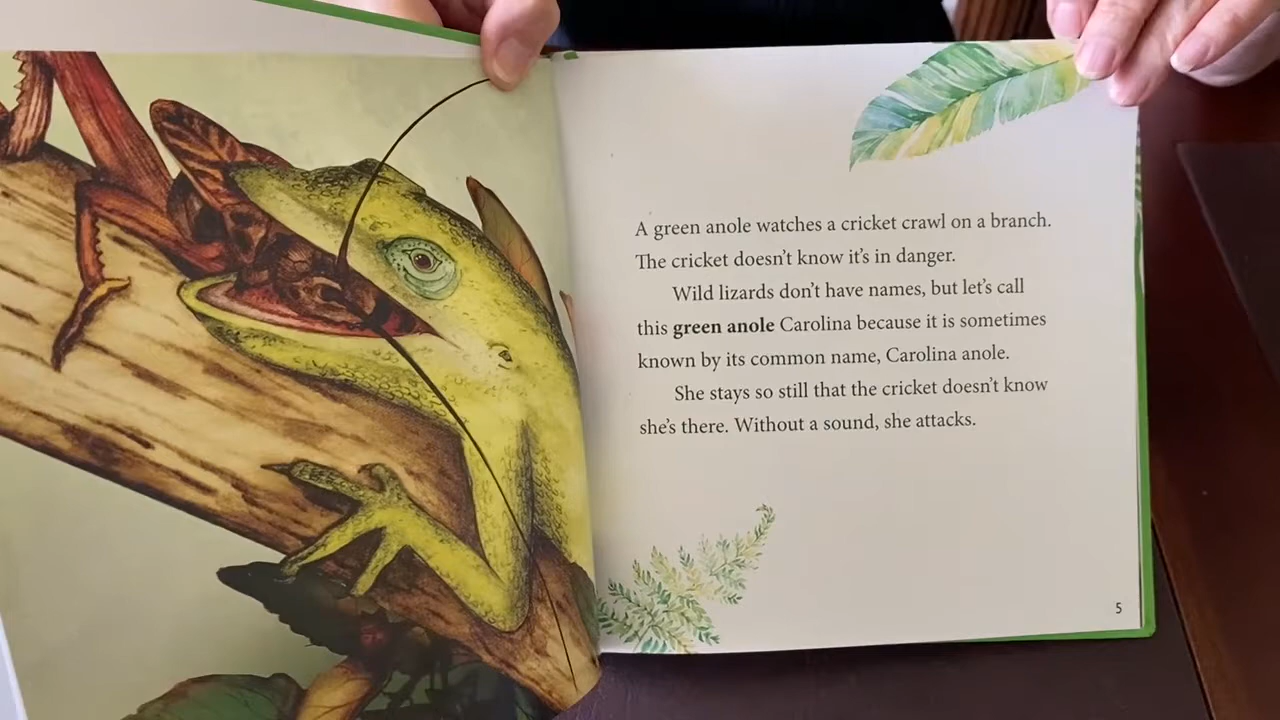 A green anole watches a cricket crawl on a branch.
The cricket doesn't know it's in danger.
Wild lizards don't have names, but let's call
this green anole Carolina because it is sometimes
known by its common name, Carolina anole.
She stays so still that the cricket doesn't know
she's there. Without a sound, she attacks.
5